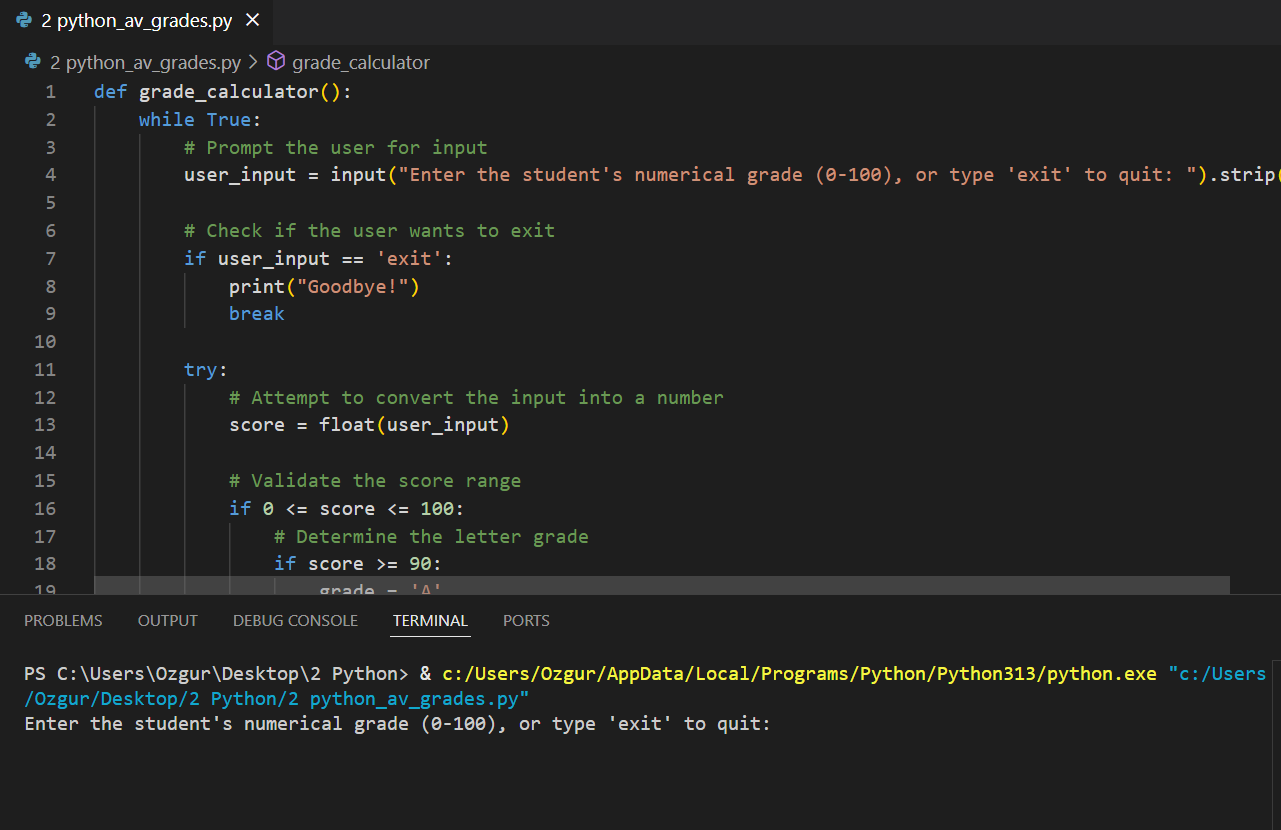 2 python_av_grades.py ×
2 python_av_grades.py > grade_calculator
1 def grade_calculator():
2 while True:
3 # Prompt the user for input
4 user_input = input("Enter the student's numerical grade (0-100), or type 'exit' to quit: ").strip(
5
6 # Check if the user wants to exit
7 if user_input == 'exit':
8 print("Goodbye!")
9 break
10
11 try:
12 # Attempt to convert the input into a number
13 score = float(user_input)
14
15 # Validate the score range
16 if 0 <= score <= 100:
17 # Determine the letter grade
18 if score >= 90:
19 grade = 'A'
PROBLEMS OUTPUT DEBUG CONSOLE TERMINAL PORTS
PS C:\Users\Ozgur\Desktop\2 Python> & c:/Users/Ozgur/AppData/Local/Programs/Python/Python313/python.exe "c:/Users
/Ozgur/Desktop/2 Python/2 python_av_grades.py"
Enter the student's numerical grade (0-100), or type 'exit' to quit: